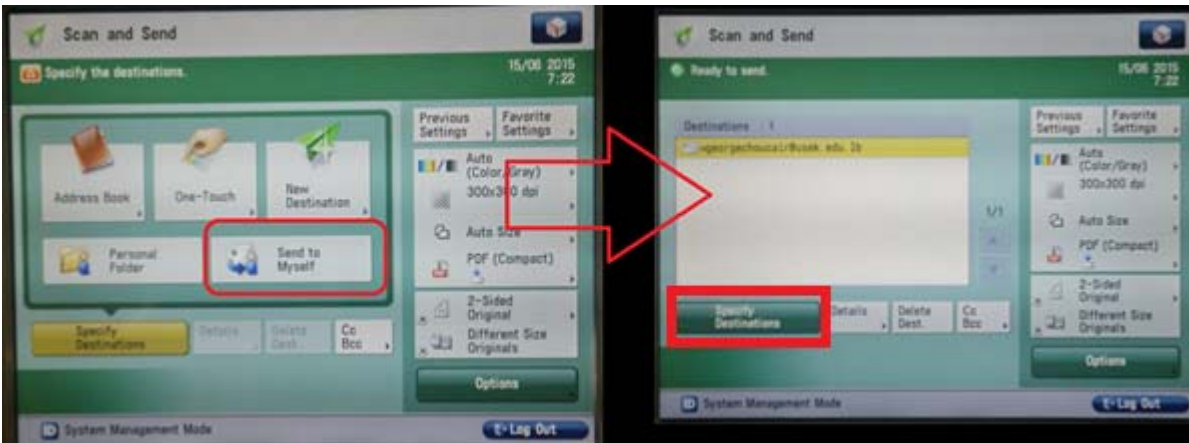 Scan and Send
Specify the destinations.
15/06 2015
7:22
Address Book
One-Touch
New
Destination
Personal
Folder
Send to
Myself
Specify
Destinations
Details
Delete
Dest.
Cc
Bcc
Previous
Settings
Favorite
Settings
Auto
(Color/Gray)
300x300 dpi
Auto Size
PDF (Compact)
2-Sided
Original
Different Size
Originals
Options
System Management Mode
Log Out
Scan and Send
Ready to send.
15/06 2015
7:22
Destinations : 1
georgechoucair@usek.edu.lb
1/1
Specify
Destinations
Details
Delete
Dest.
Cc
Bcc
Previous
Settings
Favorite
Settings
Auto
(Color/Gray)
300x300 dpi
Auto Size
PDF (Compact)
2-Sided
Original
Different Size
Originals
Options
System Management Mode
Log Out